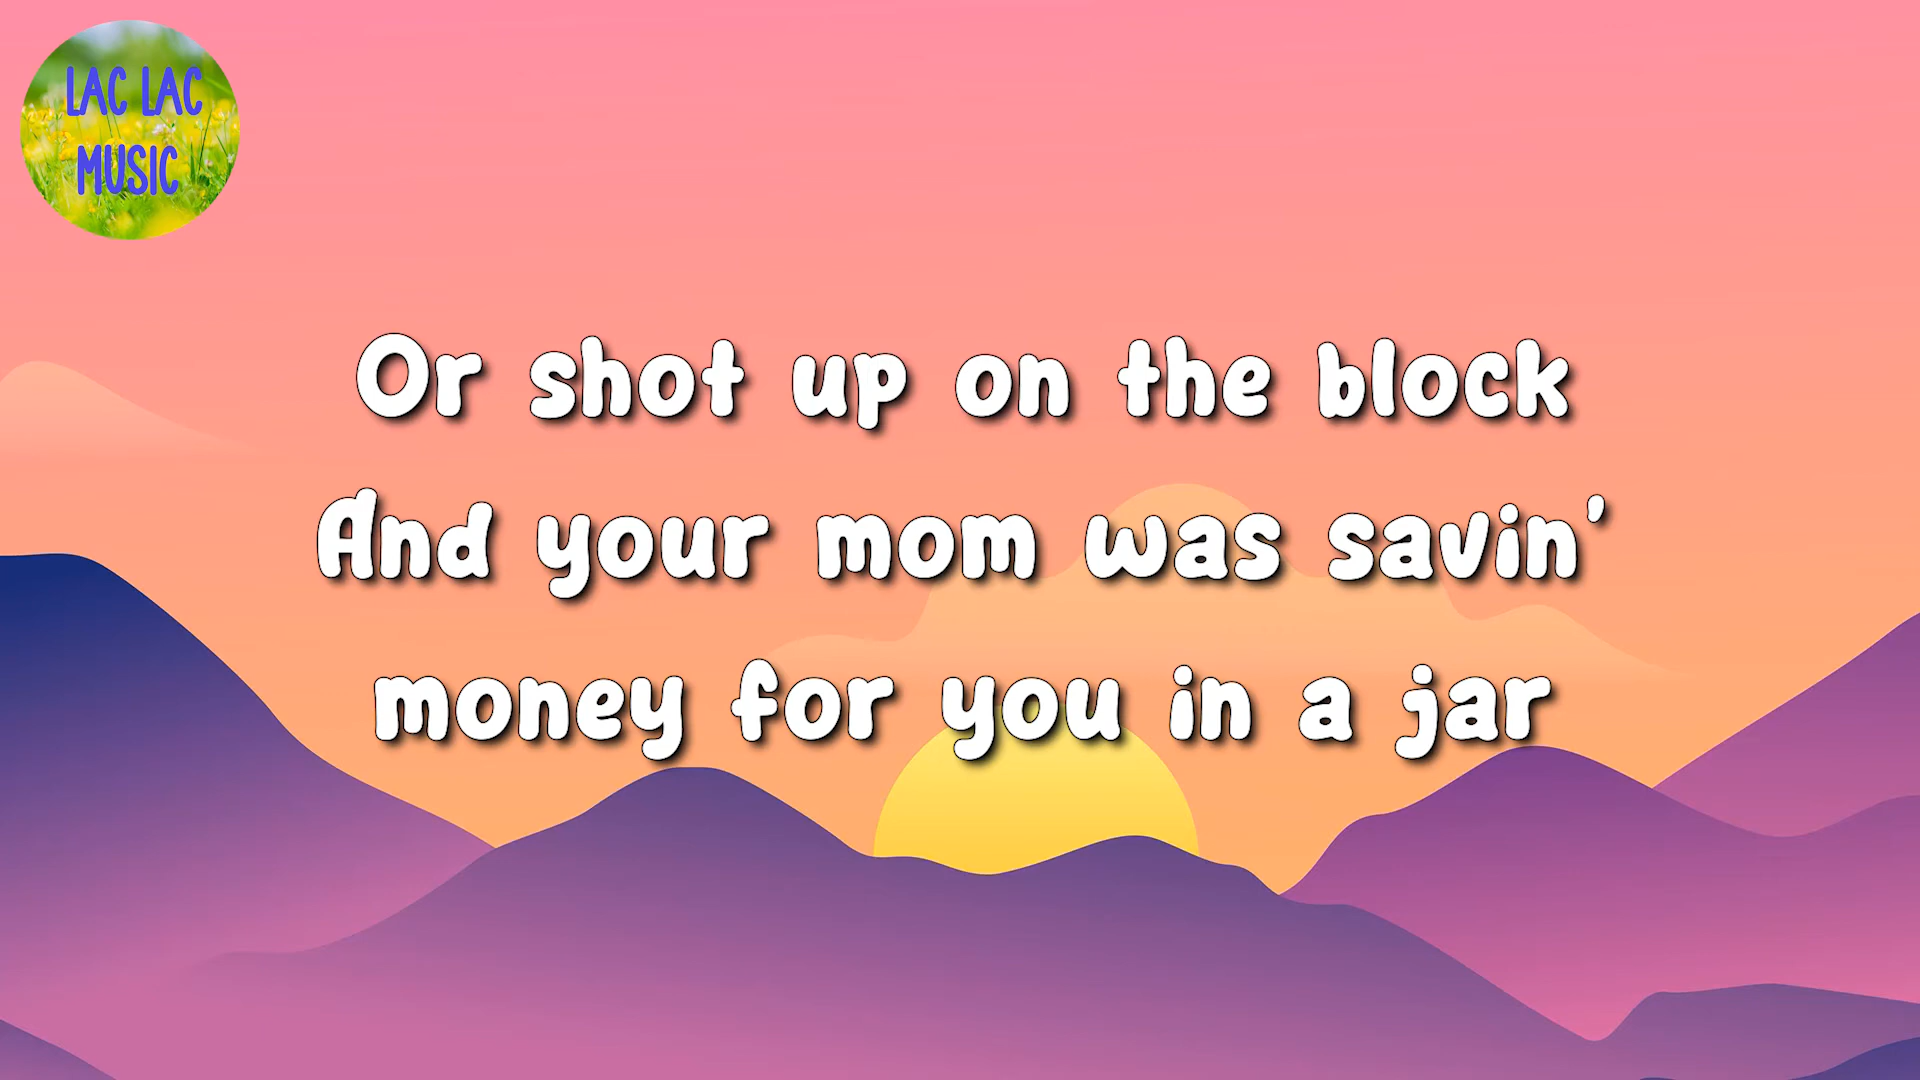 LAC LAC
MUSIC
Or shot up on the block
And your mom was savin'
money for you in a jar